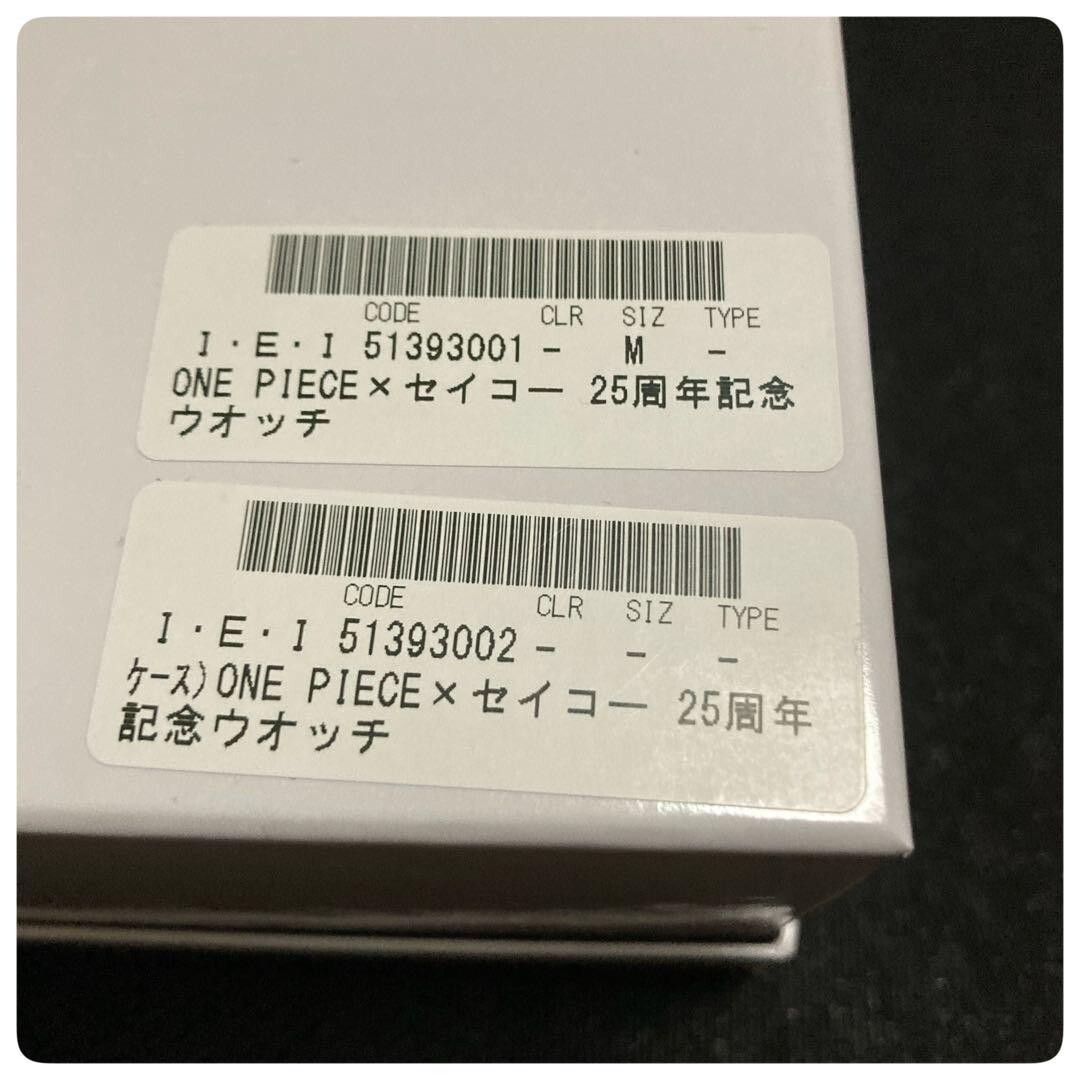 CODE CLR SIZ TYPE
I・E・I 51393001 - M -
ONE PIECE×セイコー 25周年記念
ウオッチ
CODE CLR SIZ TYPE
I・E・I 51393002 - - -
ｹｰｽ)ONE PIECE×セイコー 25周年
記念ウオッチ